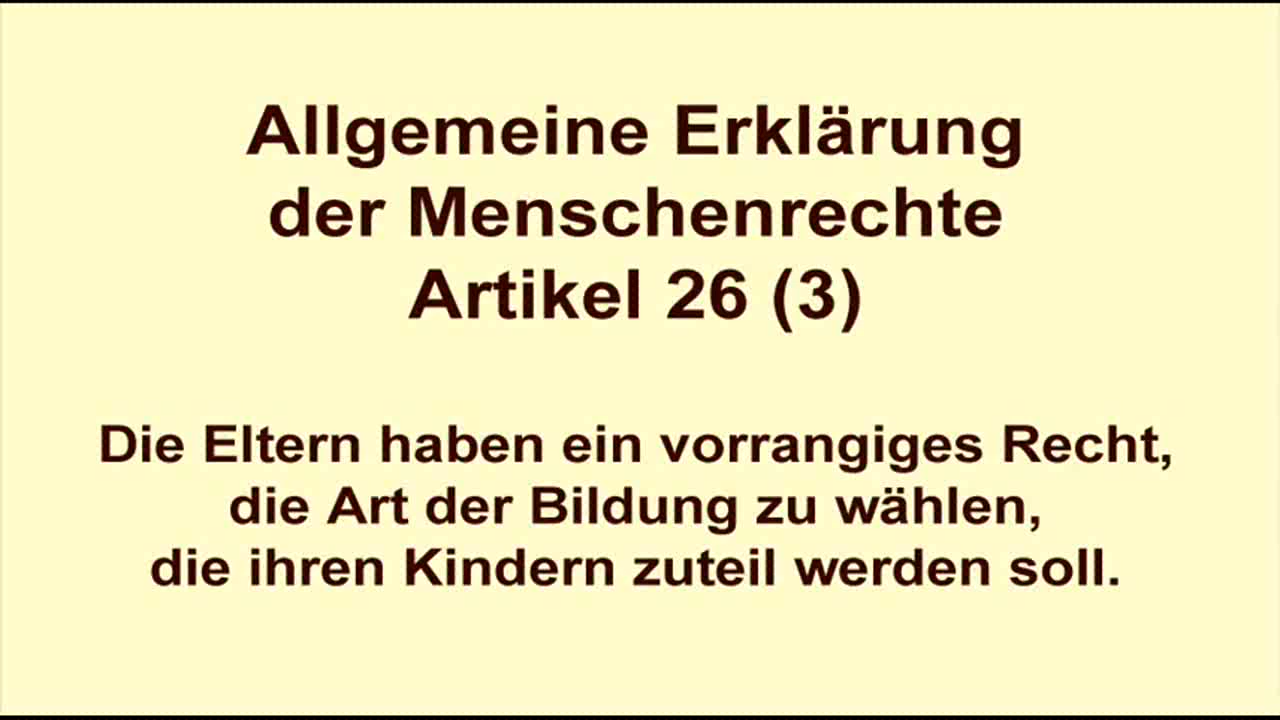 Allgemeine Erklärung
der Menschenrechte
Artikel 26 (3)
Die Eltern haben ein vorrangiges Recht,
die Art der Bildung zu wählen,
die ihren Kindern zuteil werden soll.